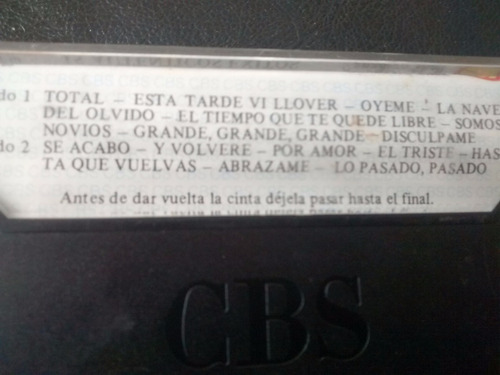 do 1 TOTAL – ESTA TARDE VI LLOVER – OYEME – LA NAVE
DEL OLVIDO – EL TIEMPO QUE TE QUEDE LIBRE – SOMOS
NOVIOS – GRANDE, GRANDE, GRANDE – DISCULPAME
do 2 SE ACABO – Y VOLVERE – POR AMOR – EL TRISTE – HAS-
TA QUE VUELVAS – ABRAZAME – LO PASADO, PASADO
Antes de dar vuelta la cinta déjela pasar hasta el final.
CBS